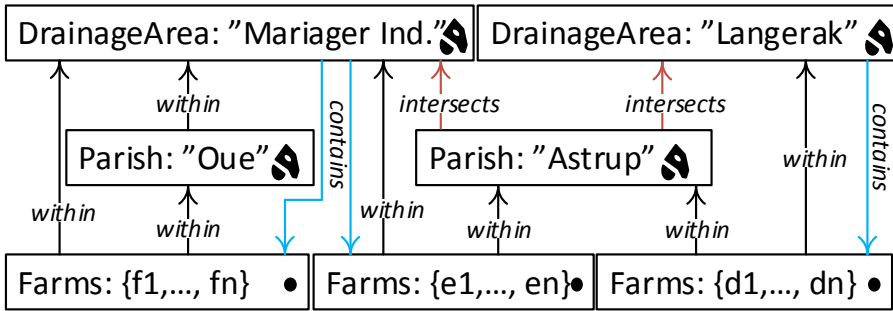 DrainageArea: ”Mariager Ind.” DrainageArea: ”Langerak”
within intersects intersects
contains contains
Parish: ”Oue” Parish: ”Astrup”
within
within within within within within
Farms: {f1,..., fn} Farms: {e1,..., en} Farms: {d1,..., dn}